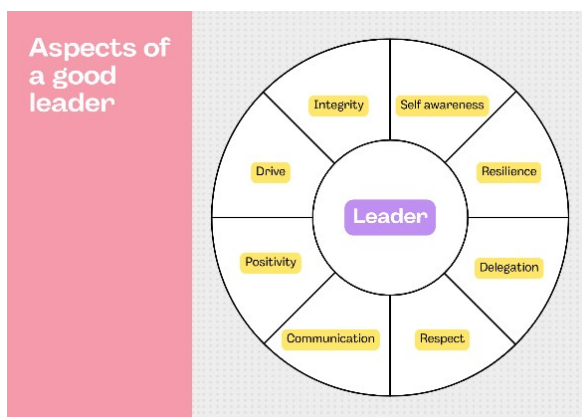 Aspects of
a good
leader
Integrity
Self awareness
Drive
Resilience
Leader
Positivity
Delegation
Communication
Respect